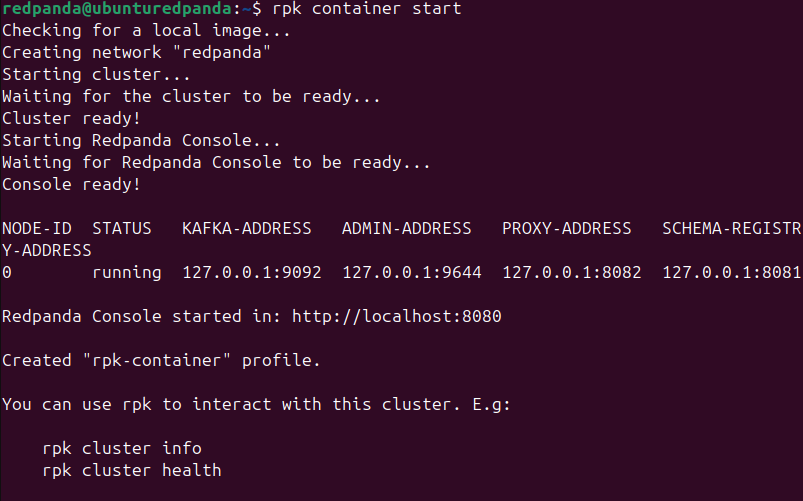 redpanda@ubunturedpanda:~$ rpk container start
Checking for a local image...
Creating network "redpanda"
Starting cluster...
Waiting for the cluster to be ready...
Cluster ready!
Starting Redpanda Console...
Waiting for Redpanda Console to be ready...
Console ready!
NODE-ID  STATUS   KAFKA-ADDRESS   ADMIN-ADDRESS   PROXY-ADDRESS   SCHEMA-REGISTR
Y-ADDRESS
0        running  127.0.0.1:9092  127.0.0.1:9644  127.0.0.1:8082  127.0.0.1:8081
Redpanda Console started in: http://localhost:8080
Created "rpk-container" profile.
You can use rpk to interact with this cluster. E.g:
    rpk cluster info
    rpk cluster health